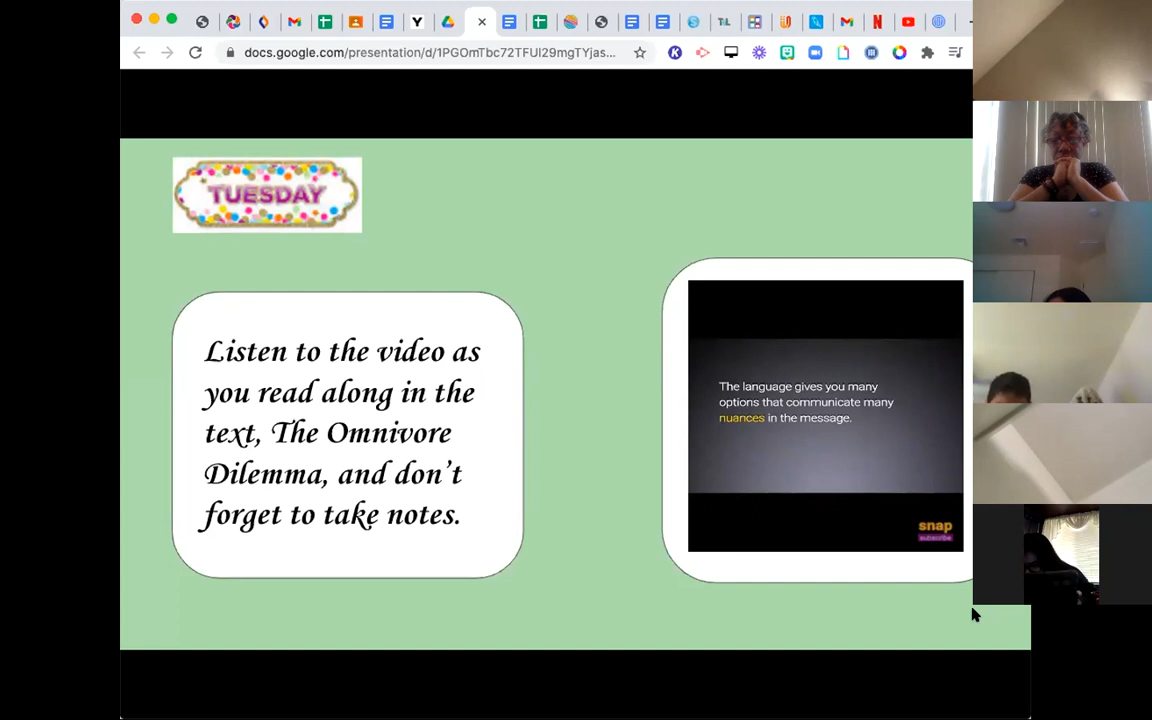 docs.google.com/presentation/d/1PGOmTbc72TFUI29mgTYjas...
TUESDAY
Listen to the video as
you read along in the
text, The Omnivore
Dilemma, and don't
forget to take notes.
The language gives you many
options that communicate many
nuances in the message.
snap
subscribe